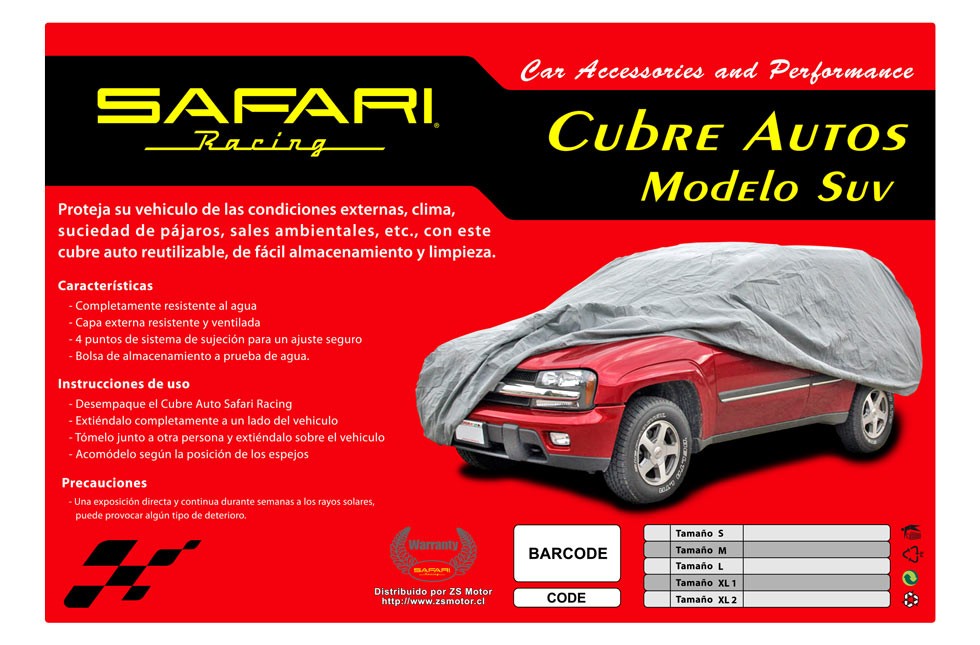 Car Accessories and Performance
SAFARI®
Racing
Cubre Autos
Modelo Suv
Proteja su vehiculo de las condiciones externas, clima,
suciedad de pájaros, sales ambientales, etc., con este
cubre auto reutilizable, de fácil almacenamiento y limpieza.
Características
- Completamente resistente al agua
- Capa externa resistente y ventilada
- 4 puntos de sistema de sujeción para un ajuste seguro
- Bolsa de almacenamiento a prueba de agua.
Instrucciones de uso
- Desempaque el Cubre Auto Safari Racing
- Extiéndalo completamente a un lado del vehiculo
- Tómelo junto a otra persona y extiéndalo sobre el vehiculo
- Acomódelo según la posición de los espejos
Precauciones
- Una exposición directa y continua durante semanas a los rayos solares,
puede provocar algún tipo de deterioro.
Warranty
SAFARI
Racing
Distribuido por ZS Motor
http://www.zsmotor.cl
BARCODE
CODE
Tamaño S
Tamaño M
Tamaño L
Tamaño XL 1
Tamaño XL 2